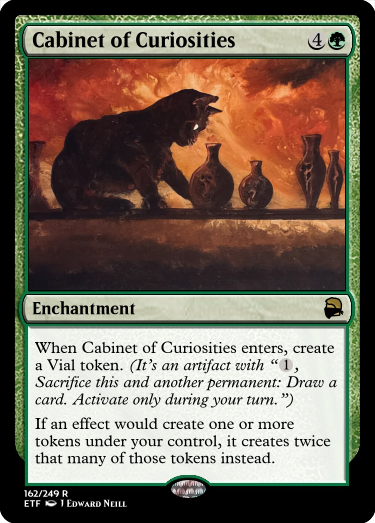 Cabinet of Curiosities 4
Enchantment
When Cabinet of Curiosities enters, create
a Vial token. (It's an artifact with “1,
Sacrifice this and another permanent: Draw a
card. Activate only during your turn.”)
If an effect would create one or more
tokens under your control, it creates twice
that many of those tokens instead.
162/249 R
ETF J Edward Neill